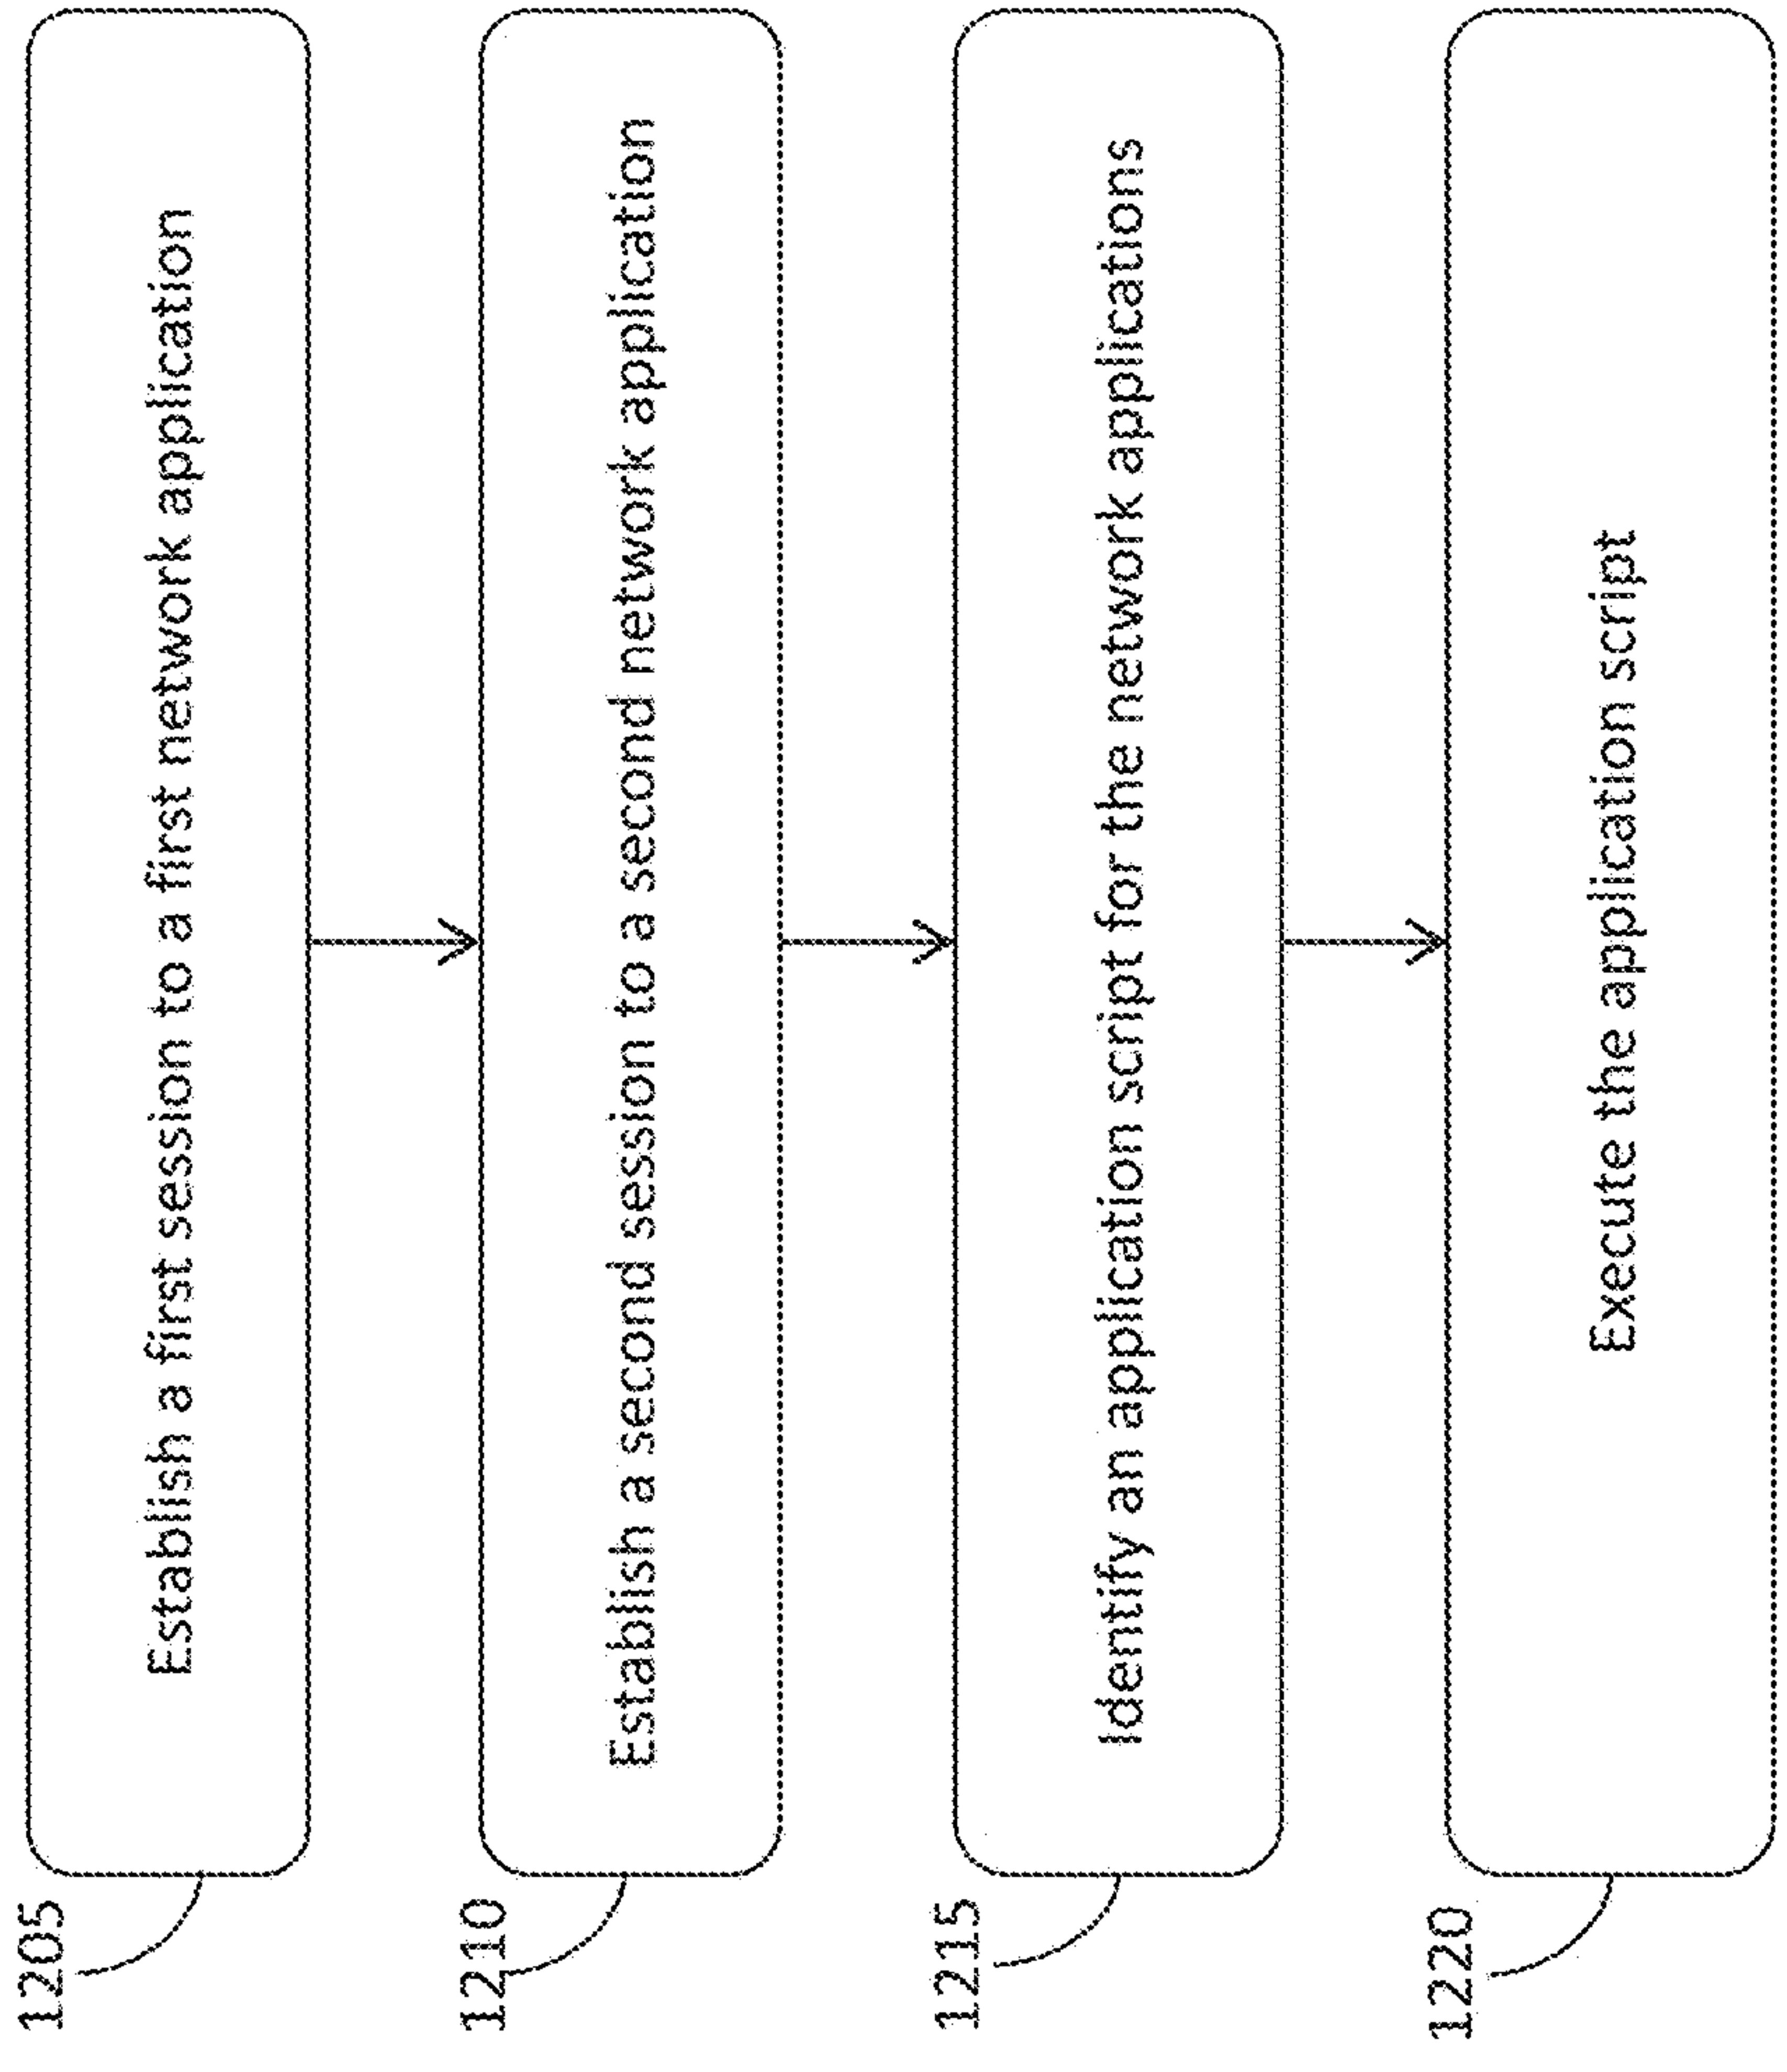 1205
Establish a first session to a first network application
1210
Establish a second session to a second network application
1215
Identify an application script for the network applications
1220
Execute the application script